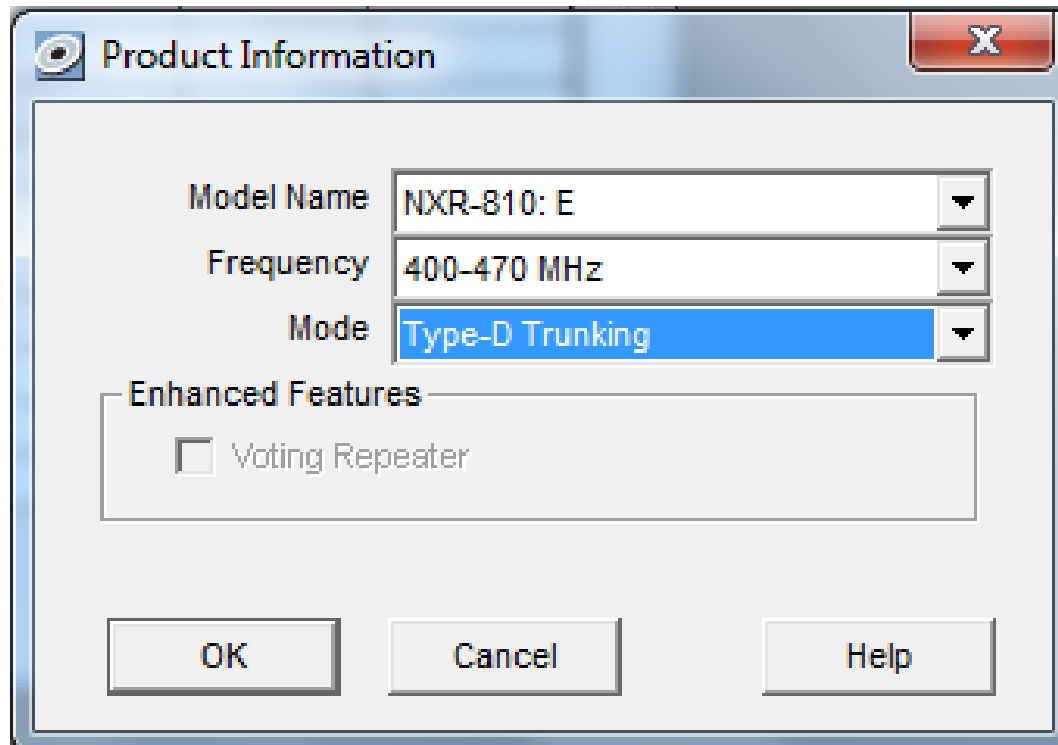 Product Information
Model Name NXR-810: E
Frequency 400-470 MHz
Mode Type-D Trunking
Enhanced Features
Voting Repeater
OK Cancel Help